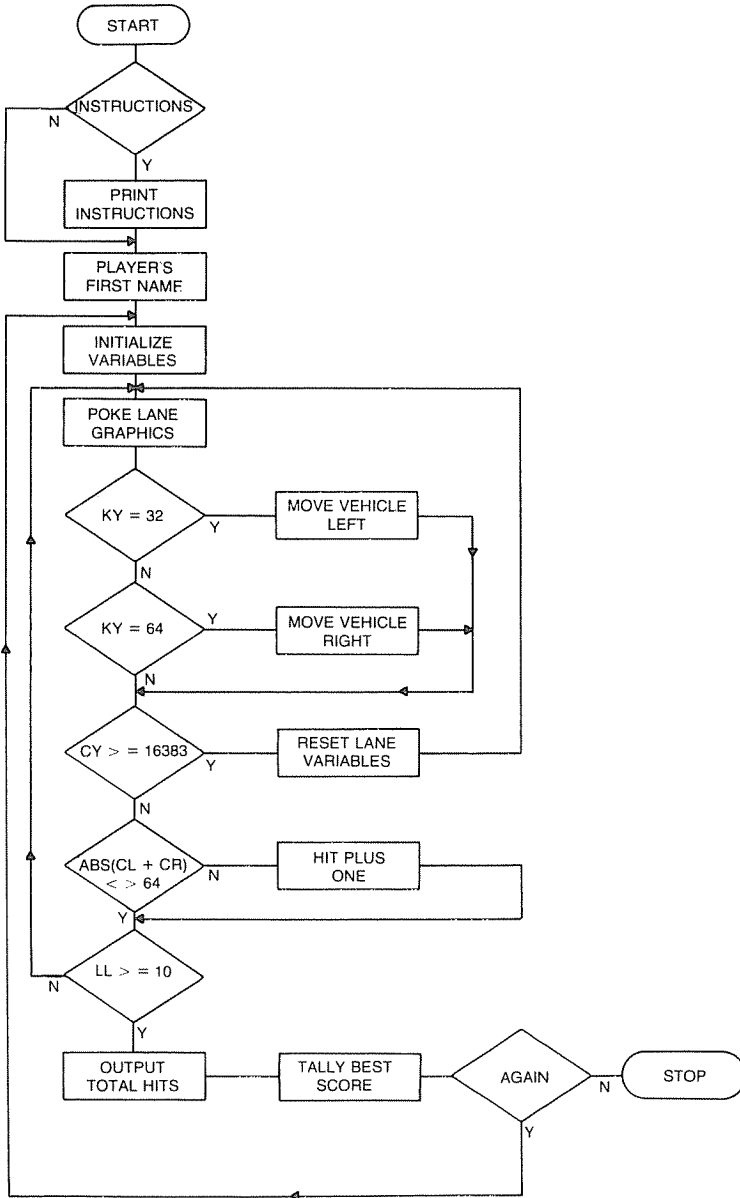 START
INSTRUCTIONS
N
Y
PRINT
INSTRUCTIONS
PLAYER'S
FIRST NAME
INITIALIZE
VARIABLES
POKE LANE
GRAPHICS
KY = 32
Y
MOVE VEHICLE
LEFT
N
KY = 64
Y
MOVE VEHICLE
RIGHT
N
CY > = 16383
Y
RESET LANE
VARIABLES
N
ABS(CL + CR)
< > 64
N
HIT PLUS
ONE
Y
LL > = 10
N
Y
OUTPUT
TOTAL HITS
TALLY BEST
SCORE
AGAIN
N
STOP
Y